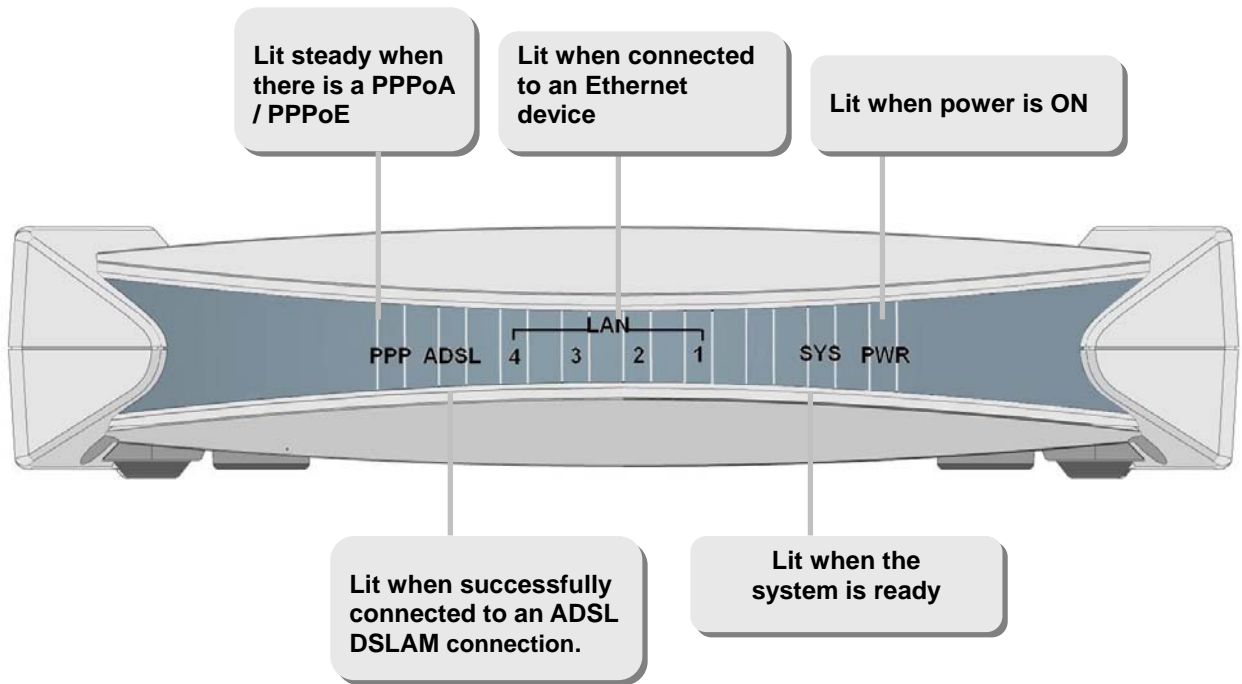 Lit steady when
there is a PPPoA
/ PPPoE
Lit when connected
to an Ethernet
device
Lit when power is ON
LAN
PPP ADSL 4 3 2 1 SYS PWR
Lit when successfully
connected to an ADSL
DSLAM connection.
Lit when the
system is ready